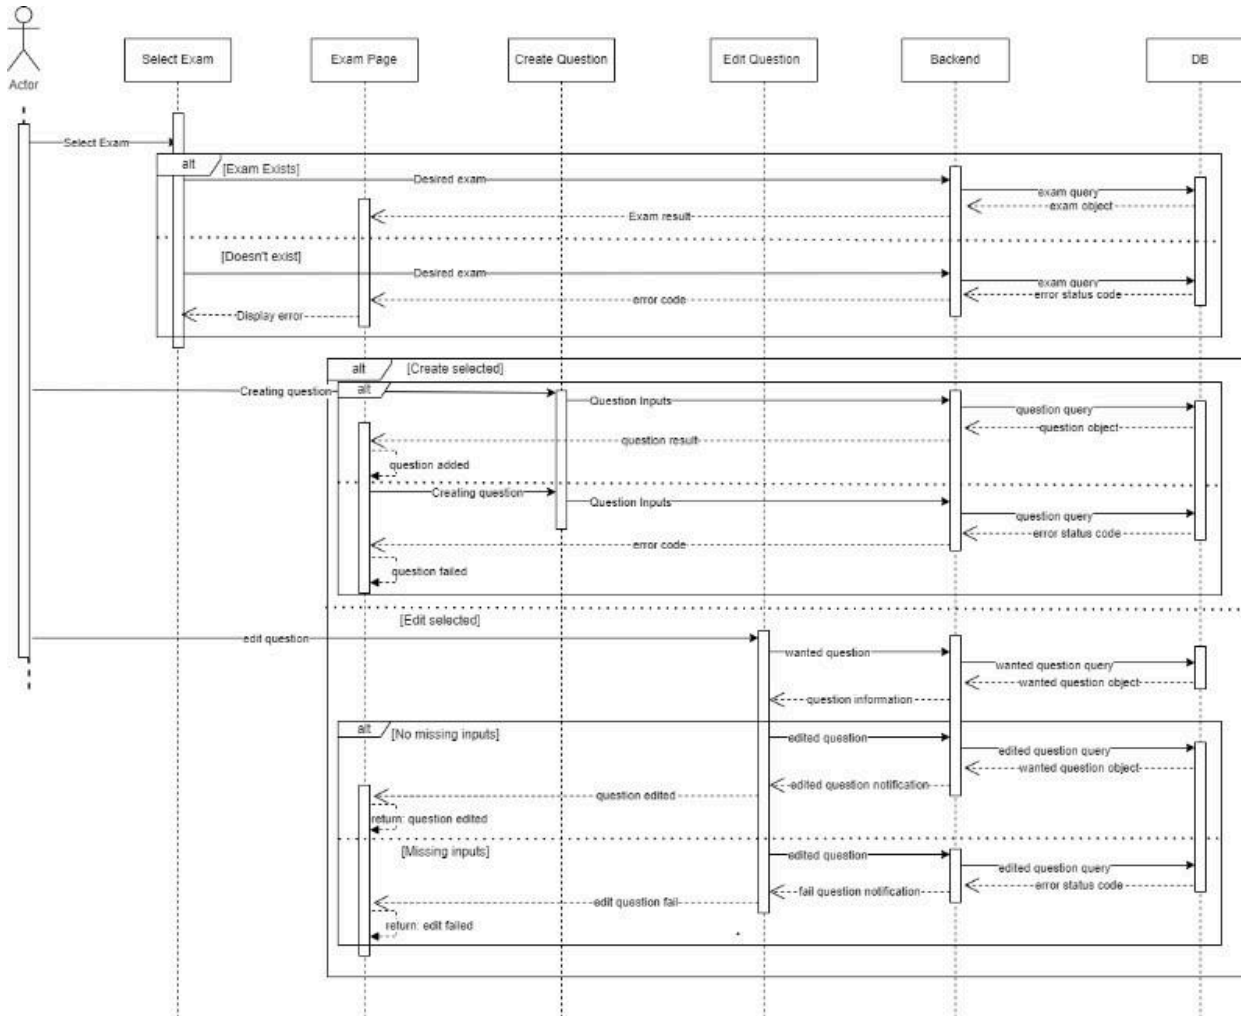 Actor
Select Exam
Exam Page
Create Question
Edit Question
Backend
DB
Select Exam
alt
[Exam Exists]
Desired exam
exam query
exam object
Exam result
[Doesn't exist]
Desired exam
exam query
error status code
error code
Display error
alt
[Create selected]
Creating question
alt
Question Inputs
question query
question object
question result
question added
Creating question
Question Inputs
question query
error status code
error code
question failed
[Edit selected]
edit question
wanted question
wanted question query
wanted question object
question information
alt
[No missing inputs]
edited question
edited question query
wanted question object
edited question notification
question edited
return: question edited
[Missing inputs]
edited question
edited question query
error status code
fail question notification
edit question fail
return: edit failed